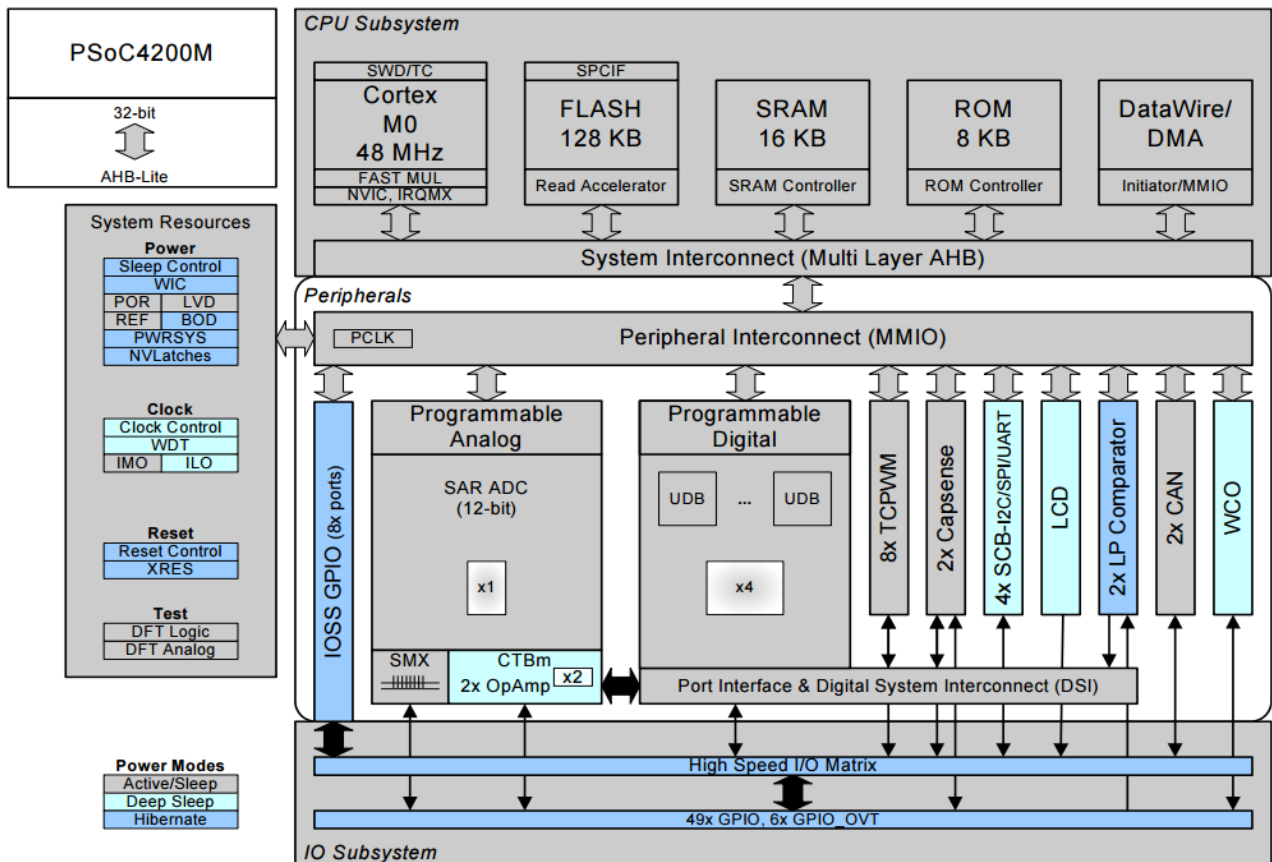 PSoC4200M
32-bit
AHB-Lite
CPU Subsystem
SWD/TC
Cortex
M0
48 MHz
FAST MUL
NVIC, IRQMX
SPCIF
FLASH
128 KB
Read Accelerator
SRAM
16 KB
SRAM Controller
ROM
8 KB
ROM Controller
DataWire/
DMA
Initiator/MMIO
System Interconnect (Multi Layer AHB)
System Resources
Power
Sleep Control
WIC
POR LVD
REF BOD
PWRSYS
NVLatches
Clock
Clock Control
WDT
IMO ILO
Reset
Reset Control
XRES
Test
DFT Logic
DFT Analog
Peripherals
PCLK
Peripheral Interconnect (MMIO)
IOSS GPIO (8x ports)
Programmable
Analog
SAR ADC
(12-bit)
x1
SMX
CTBm
2x OpAmp x2
Programmable
Digital
UDB ... UDB
x4
8x TCPWM
2x Capsense
4x SCB-I2C/SPI/UART
LCD
2x LP Comparator
2x CAN
WCO
Port Interface & Digital System Interconnect (DSI)
Power Modes
Active/Sleep
Deep Sleep
Hibernate
High Speed I/O Matrix
49x GPIO, 6x GPIO_OVT
IO Subsystem